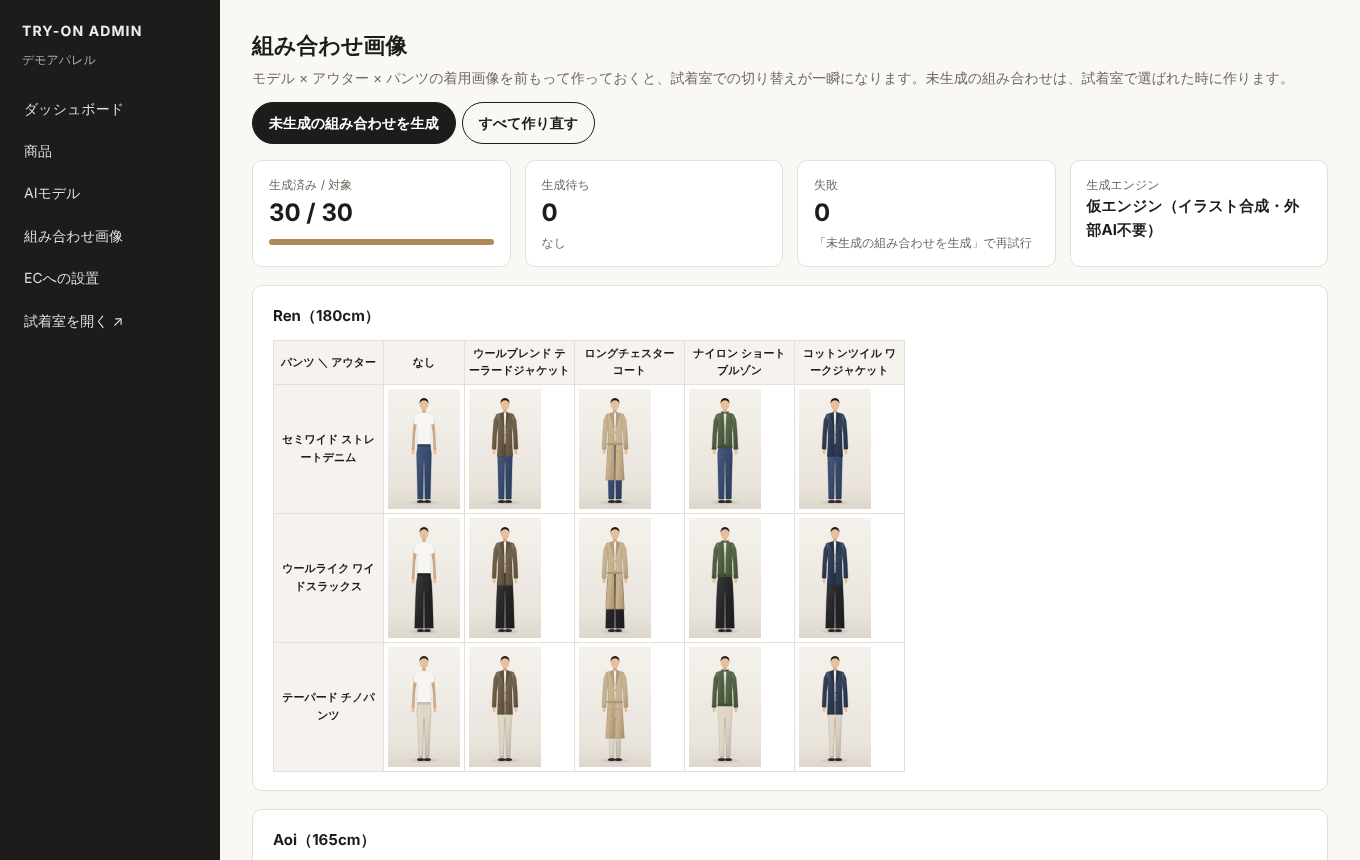 TRY-ON ADMIN
デモアパレル
ダッシュボード
商品
AIモデル
組み合わせ画像
ECへの設置
試着室を開く ↗
組み合わせ画像
モデル × アウター × パンツの着用画像を前もって作っておくと、試着室での切り替えが一瞬になります。未生成の組み合わせは、試着室で選ばれた時に作ります。
未生成の組み合わせを生成
すべて作り直す
生成済み / 対象
30 / 30
生成待ち
0
なし
失敗
0
「未生成の組み合わせを生成」で再試行
生成エンジン
仮エンジン（イラスト合成・外
部AI不要）
Ren（180cm）
パンツ ＼ アウター
なし
ウールブレンド テ
ーラードジャケット
ロングチェスター
コート
ナイロン ショート
ブルゾン
コットンツイル ワ
ークジャケット
セミワイド ストレ
ートデニム
ウールライク ワイ
ドスラックス
テーパード チノパ
ンツ
Aoi（165cm）